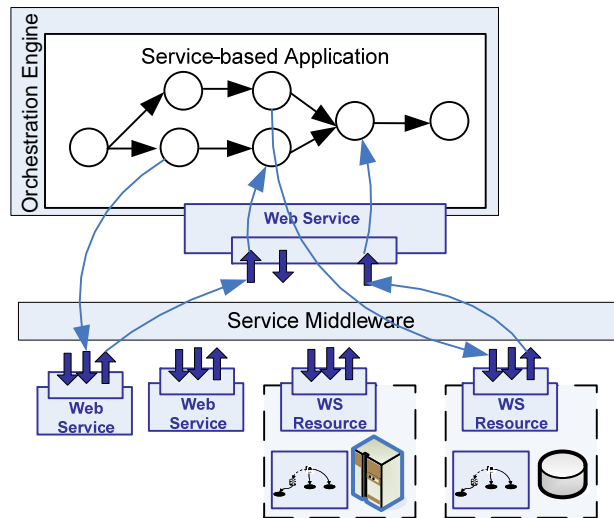 Orchestration Engine
Service-based Application
Web Service
Service Middleware
Web
Service
Web
Service
WS
Resource
WS
Resource